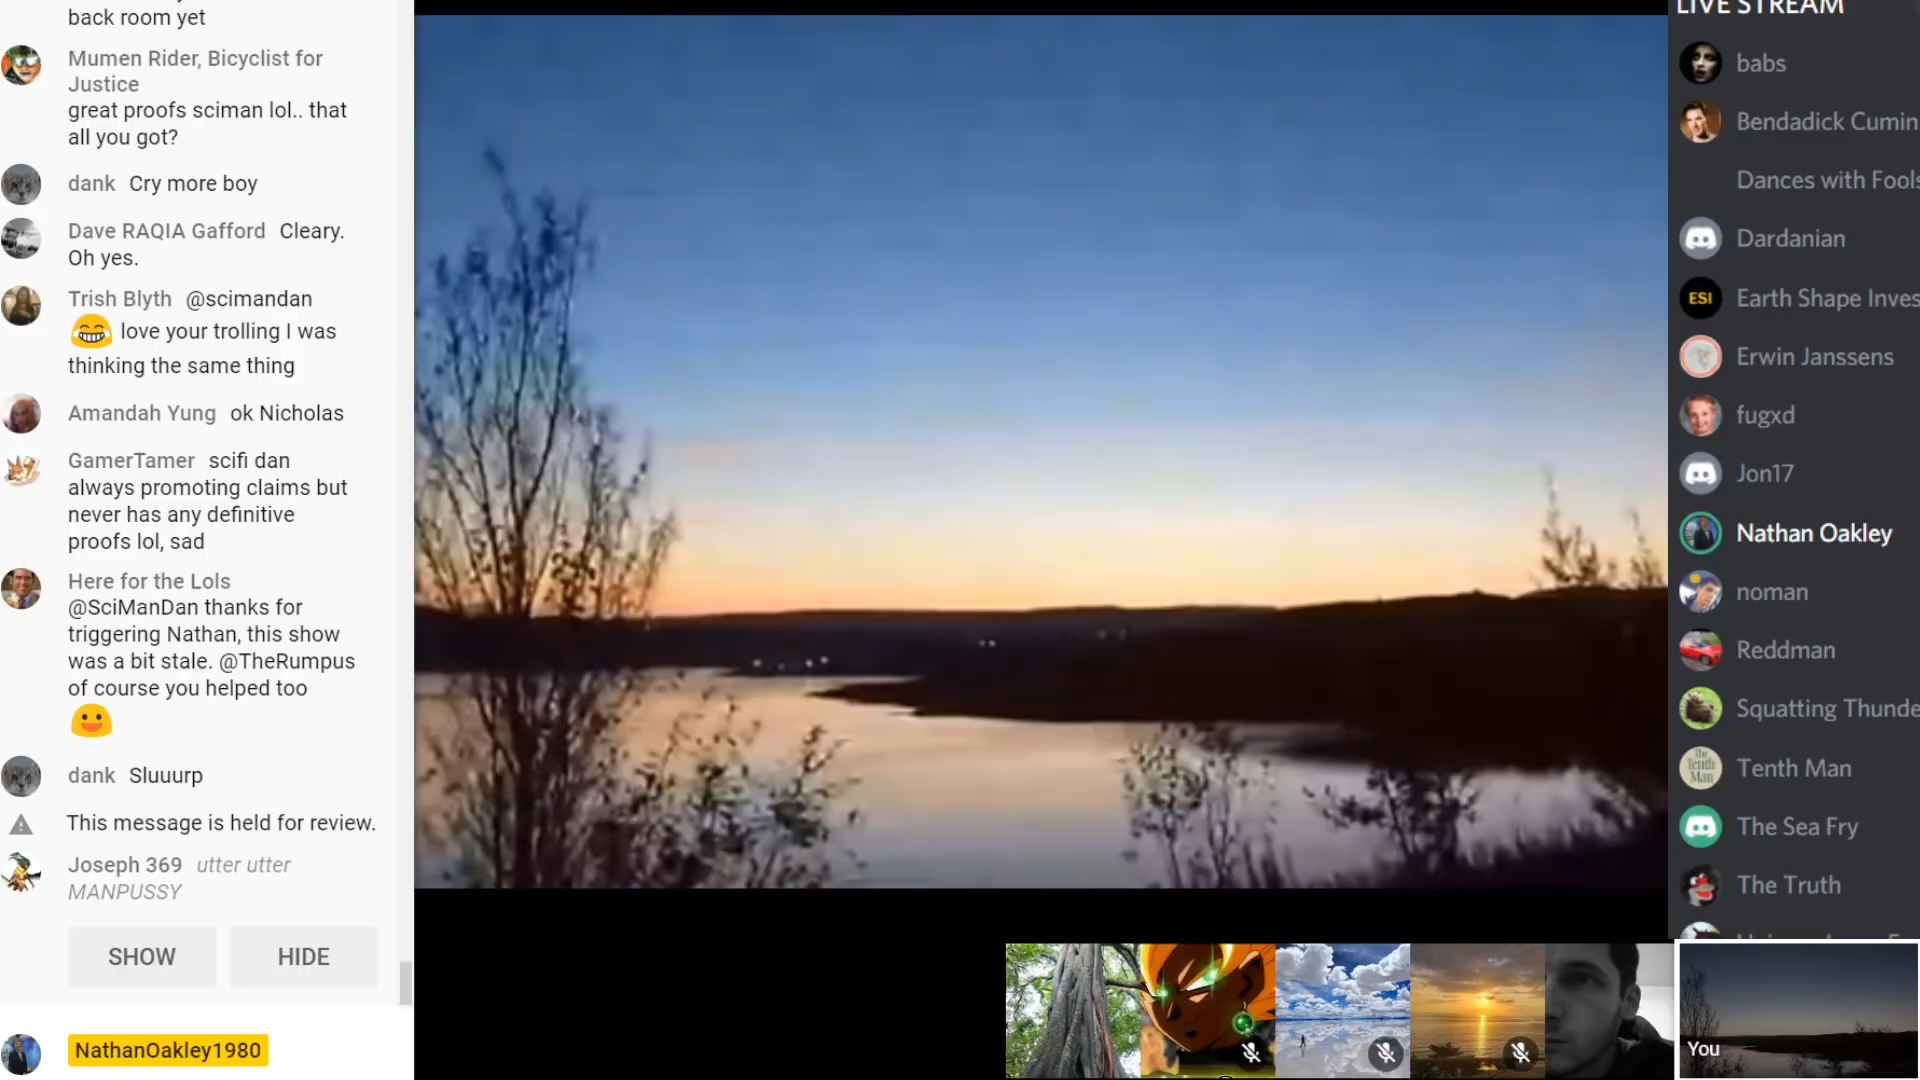 back room yet
Mumen Rider, Bicyclist for
Justice
great proofs sciman lol.. that
all you got?
dank Cry more boy
Dave RAQIA Gafford Cleary.
Oh yes.
Trish Blyth @scimandan
love your trolling I was
thinking the same thing
Amandah Yung ok Nicholas
GamerTamer scifi dan
always promoting claims but
never has any definitive
proofs lol, sad
Here for the Lols
@SciManDan thanks for
triggering Nathan, this show
was a bit stale. @TheRumpus
of course you helped too
dank Sluuurp
This message is held for review.
Joseph 369 utter utter
MANPUSSY
SHOW HIDE
NathanOakley1980
LIVE STREAM
babs
Bendadick Cumin
Dances with Fools
Dardanian
ESI Earth Shape Inves
Erwin Janssens
fugxd
Jon17
Nathan Oakley
noman
Reddman
Squatting Thunde
The Tenth Man Tenth Man
The Sea Fry
The Truth
You